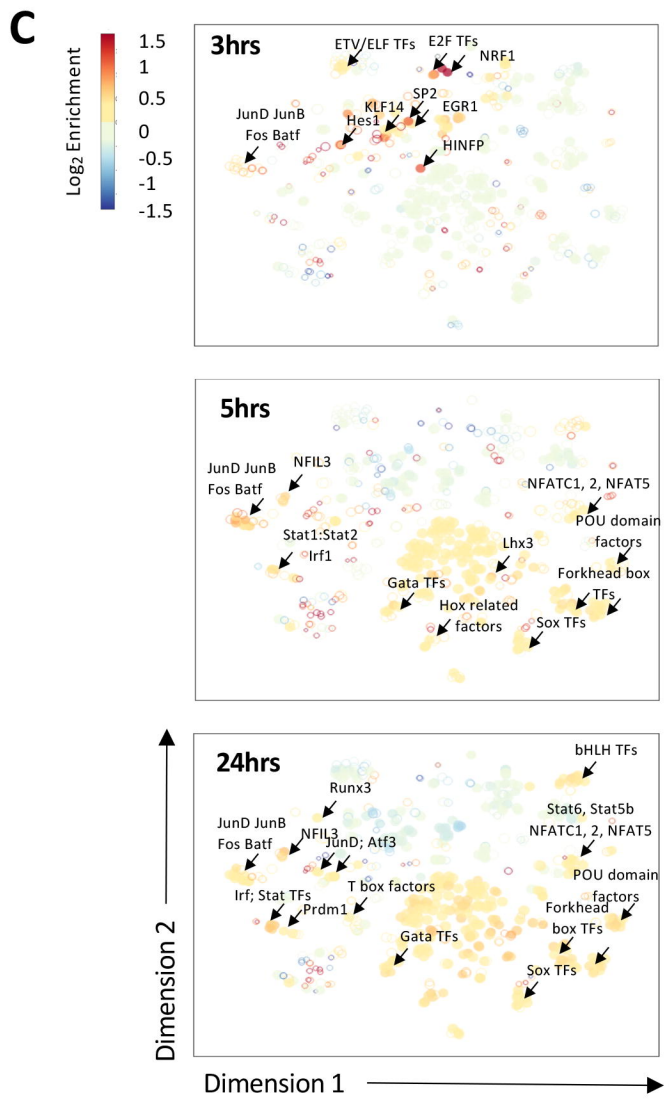 C
Log2 Enrichment
1.5
1
0.5
0
-0.5
-1
-1.5
3hrs
ETV/ELF TFs
E2F TFs
NRF1
SP2
KLF14
EGR1
Hes1
JunD JunB
Fos Batf
HINFP
5hrs
JunD JunB
Fos Batf
NFIL3
NFATC1, 2, NFAT5
POU domain
factors
Stat1:Stat2
Irf1
Lhx3
Forkhead box
TFs
Gata TFs
Hox related
factors
Sox TFs
24hrs
bHLH TFs
Runx3
Stat6, Stat5b
NFATC1, 2, NFAT5
JunD JunB
Fos Batf
NFIL3
JunD; Atf3
POU domain
factors
Irf; Stat TFs
T box factors
Prdm1
Forkhead
box TFs
Gata TFs
Sox TFs
Dimension 2
Dimension 1